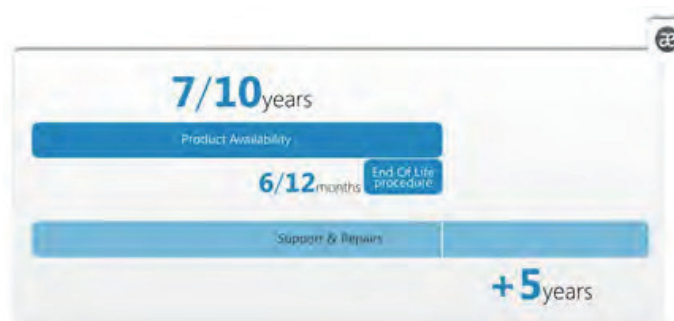 æ
7/10years
Product Availability
6/12months
End Of Life
procedure
Support & Repairs
+5years